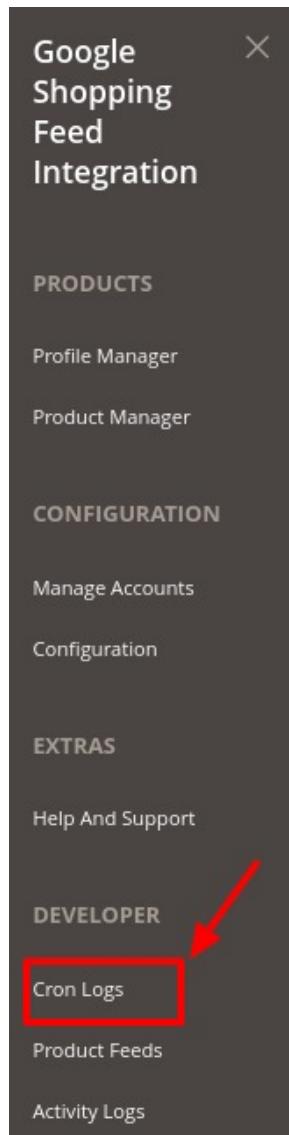 Google
Shopping
Feed
Integration
PRODUCTS
Profile Manager
Product Manager
CONFIGURATION
Manage Accounts
Configuration
EXTRAS
Help And Support
DEVELOPER
Cron Logs
Product Feeds
Activity Logs